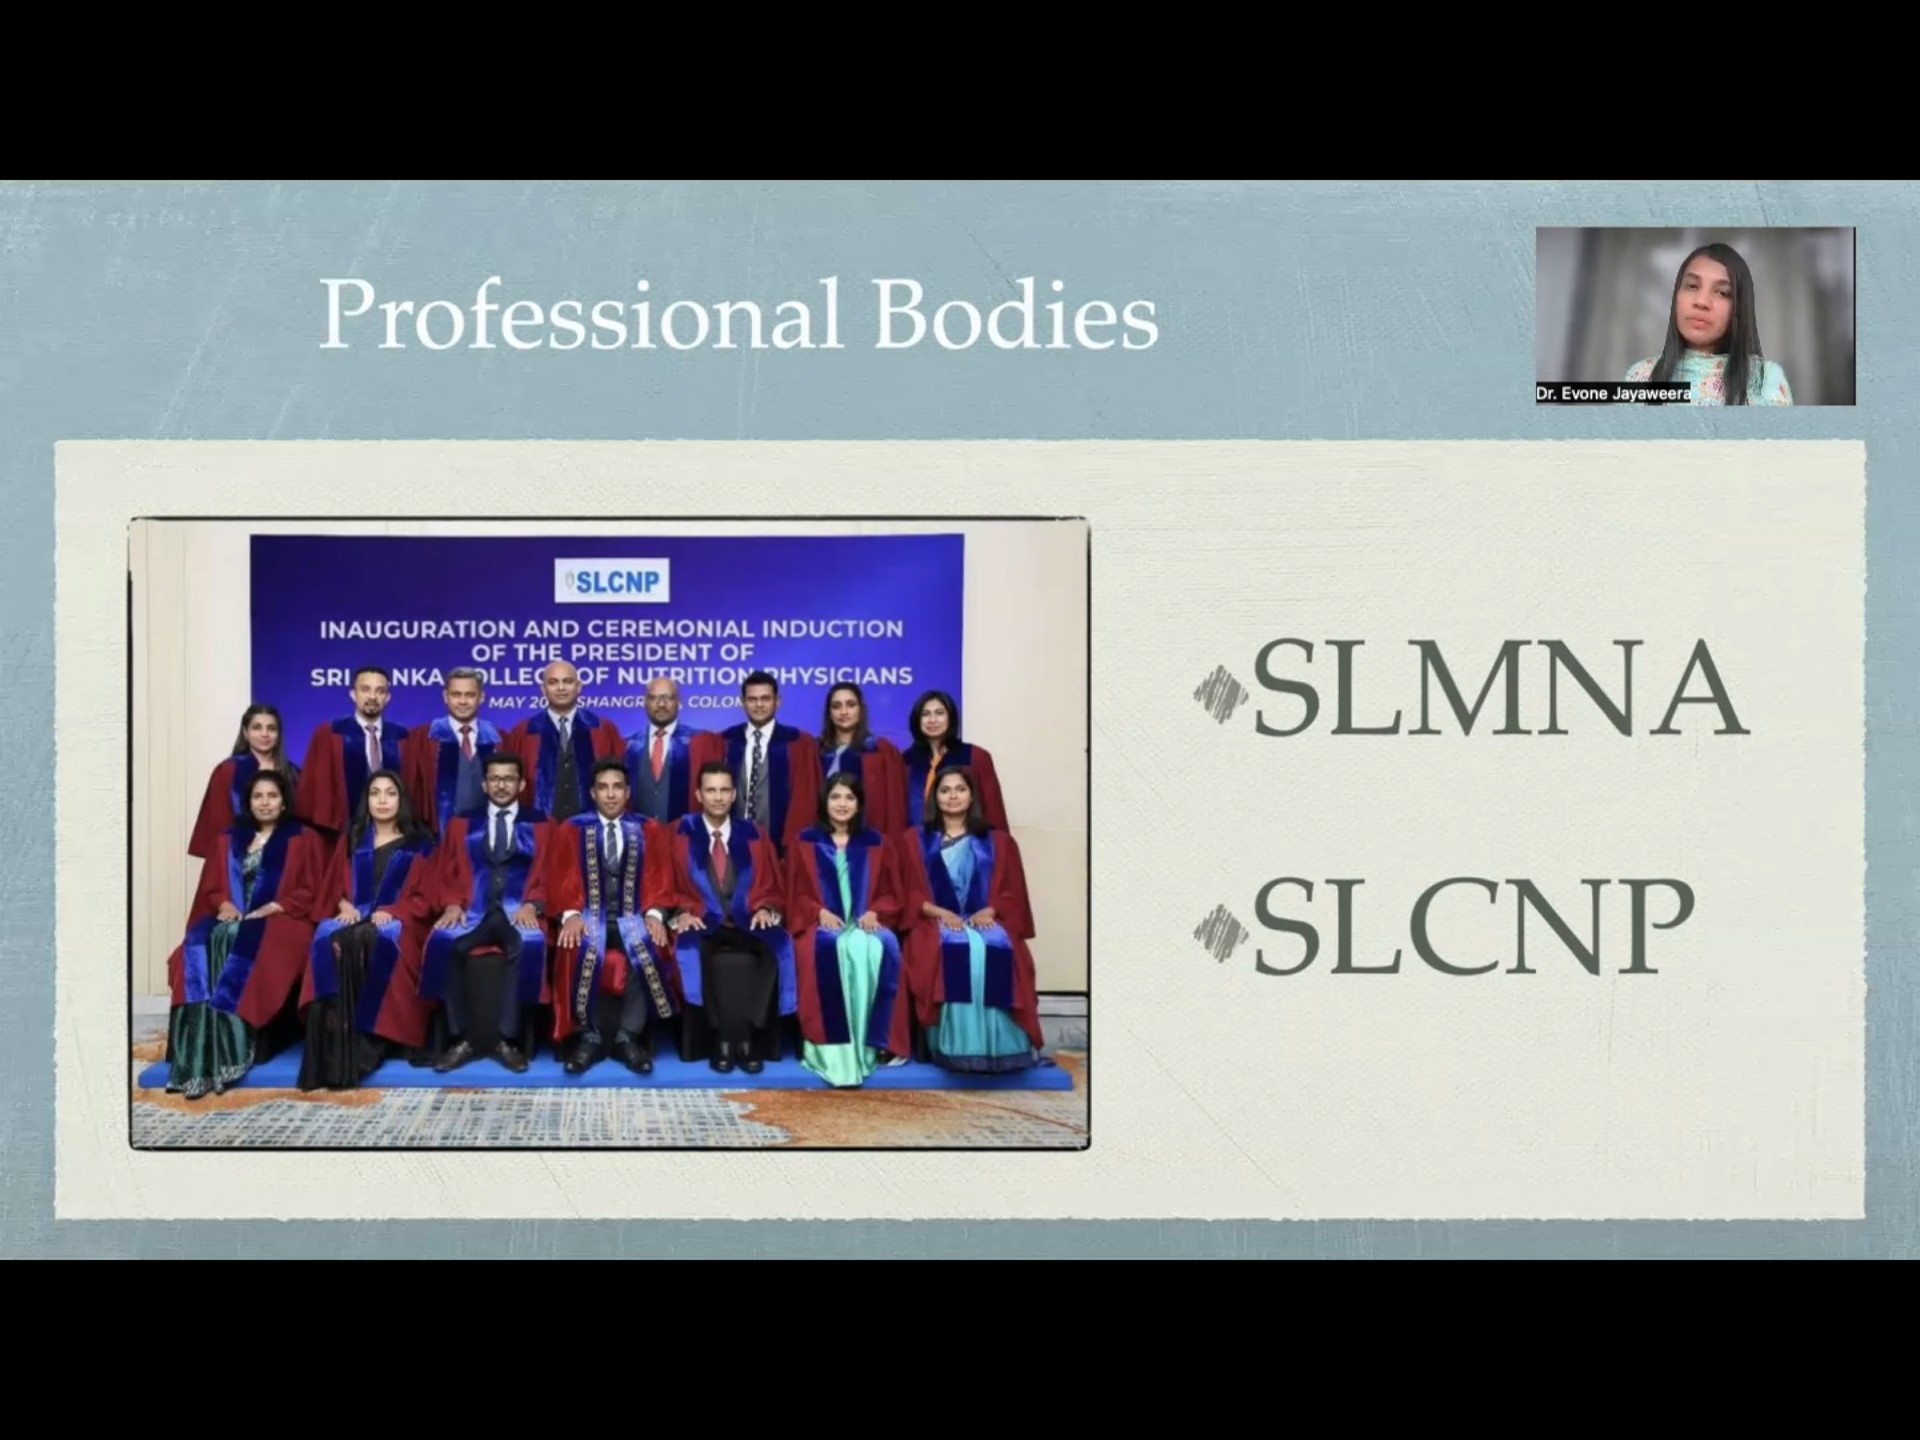 Professional Bodies
Dr. Evone Jayaweera
SLCNP
INAUGURATION AND CEREMONIAL INDUCTION
OF THE PRESIDENT OF
OF NUTRITION PHYSICIANS
MAY
SLMNA
SLCNP